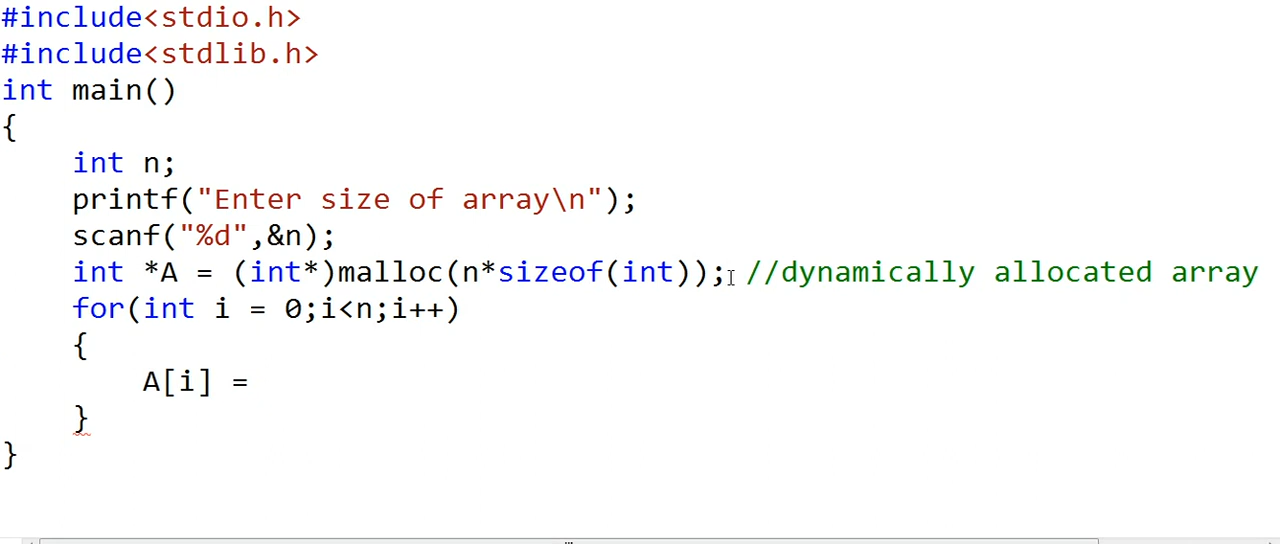 #include<stdio.h>
#include<stdlib.h>
int main()
{
    int n;
    printf("Enter size of array\n");
    scanf("%d",&n);
    int *A = (int*)malloc(n*sizeof(int)); //dynamically allocated array
    for(int i = 0;i<n;i++)
    {
        A[i] =
    }
}